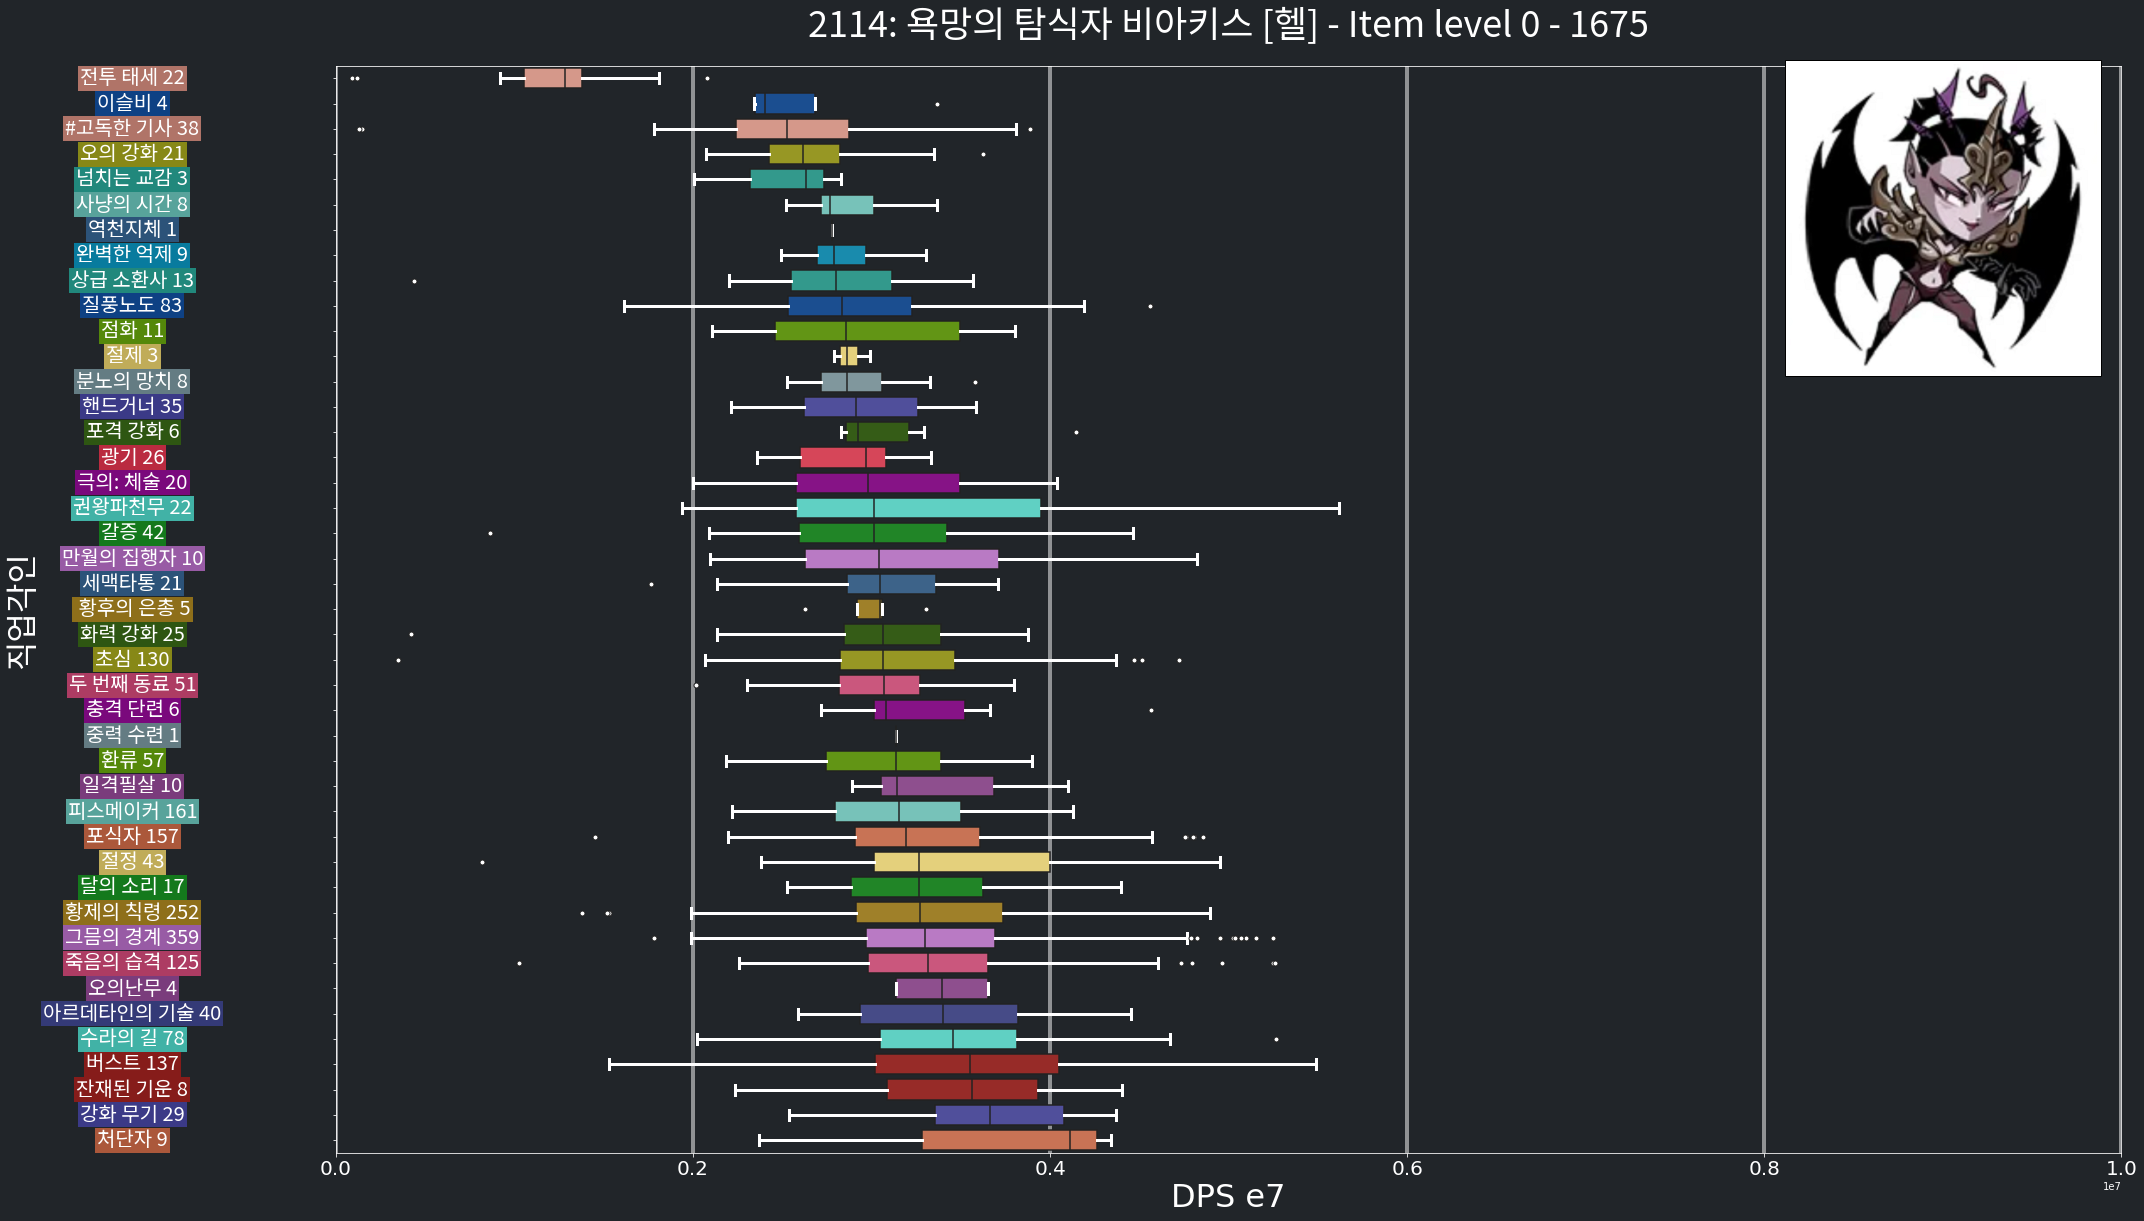 2114: 욕망의 탐식자 비아키스 [헬] - Item level 0 - 1675
직업각인
전투 태세 22
이슬비 4
#고독한 기사 38
오의 강화 21
넘치는 교감 3
사냥의 시간 8
역천지체 1
완벽한 억제 9
상급 소환사 13
질풍노도 83
점화 11
절제 3
분노의 망치 8
핸드거너 35
포격 강화 6
광기 26
극의: 체술 20
권왕파천무 22
갈증 42
만월의 집행자 10
세맥타통 21
황후의 은총 5
화력 강화 25
초심 130
두 번째 동료 51
충격 단련 6
중력 수련 1
환류 57
일격필살 10
피스메이커 161
포식자 157
절정 43
달의 소리 17
황제의 칙령 252
그믐의 경계 359
죽음의 습격 125
오의난무 4
아르데타인의 기술 40
수라의 길 78
버스트 137
잔재된 기운 8
강화 무기 29
처단자 9
0.0 0.2 0.4 0.6 0.8 1.0
1e7
DPS e7